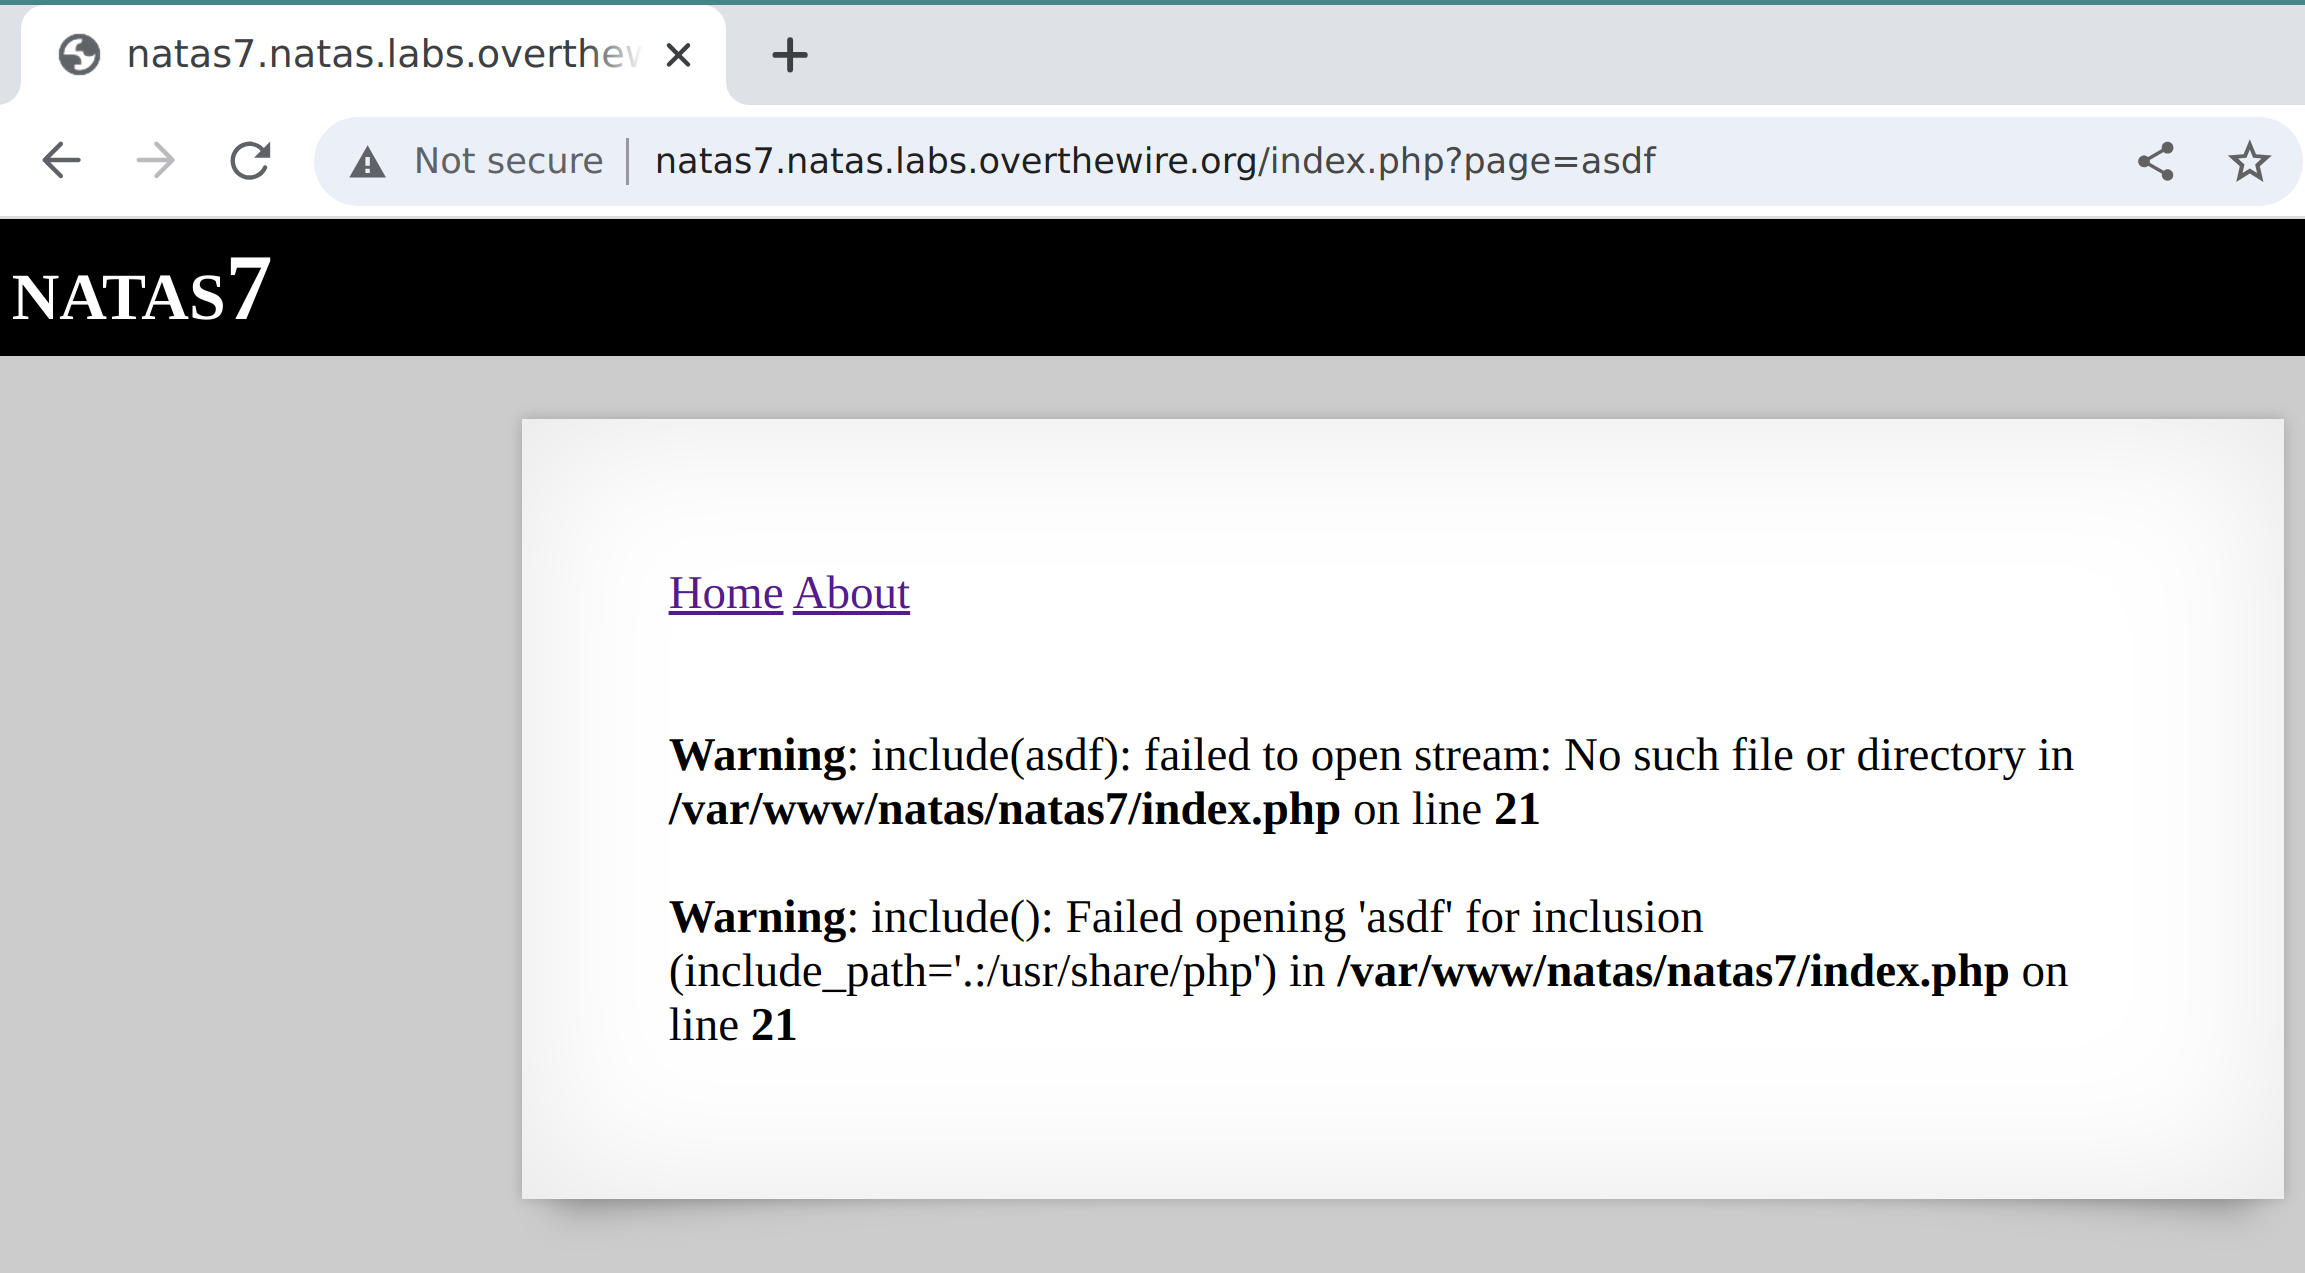 natas7.natas.labs.overthew
Not secure natas7.natas.labs.overthewire.org/index.php?page=asdf
NATAS7
Home About
Warning: include(asdf): failed to open stream: No such file or directory in
/var/www/natas/natas7/index.php on line 21
Warning: include(): Failed opening 'asdf' for inclusion
(include_path='.:/usr/share/php') in /var/www/natas/natas7/index.php on
line 21